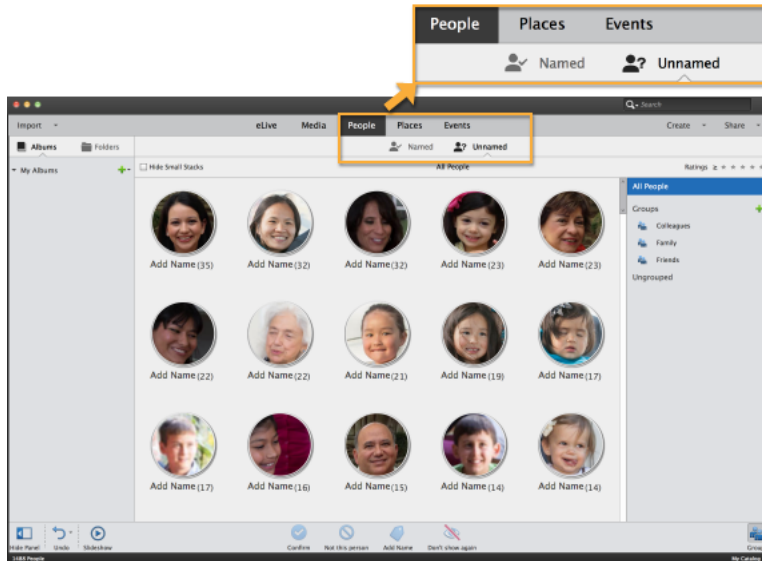 People Places Events
Named Unnamed
Search
Import eLive Media People Places Events Create Share
Albums Folders Named Unnamed
My Albums Hide Small Stacks All People Ratings ≥
All People
Groups
Colleagues
Family
Friends
Ungrouped
Add Name (35) Add Name (32) Add Name (32) Add Name (23) Add Name (23)
Add Name (22) Add Name (22) Add Name (21) Add Name (19) Add Name (17)
Add Name (17) Add Name (16) Add Name (15) Add Name (14) Add Name (14)
Hide Panel Undo Slideshow Confirm Not this person Add Name Don't show again
1488 People My Catalog